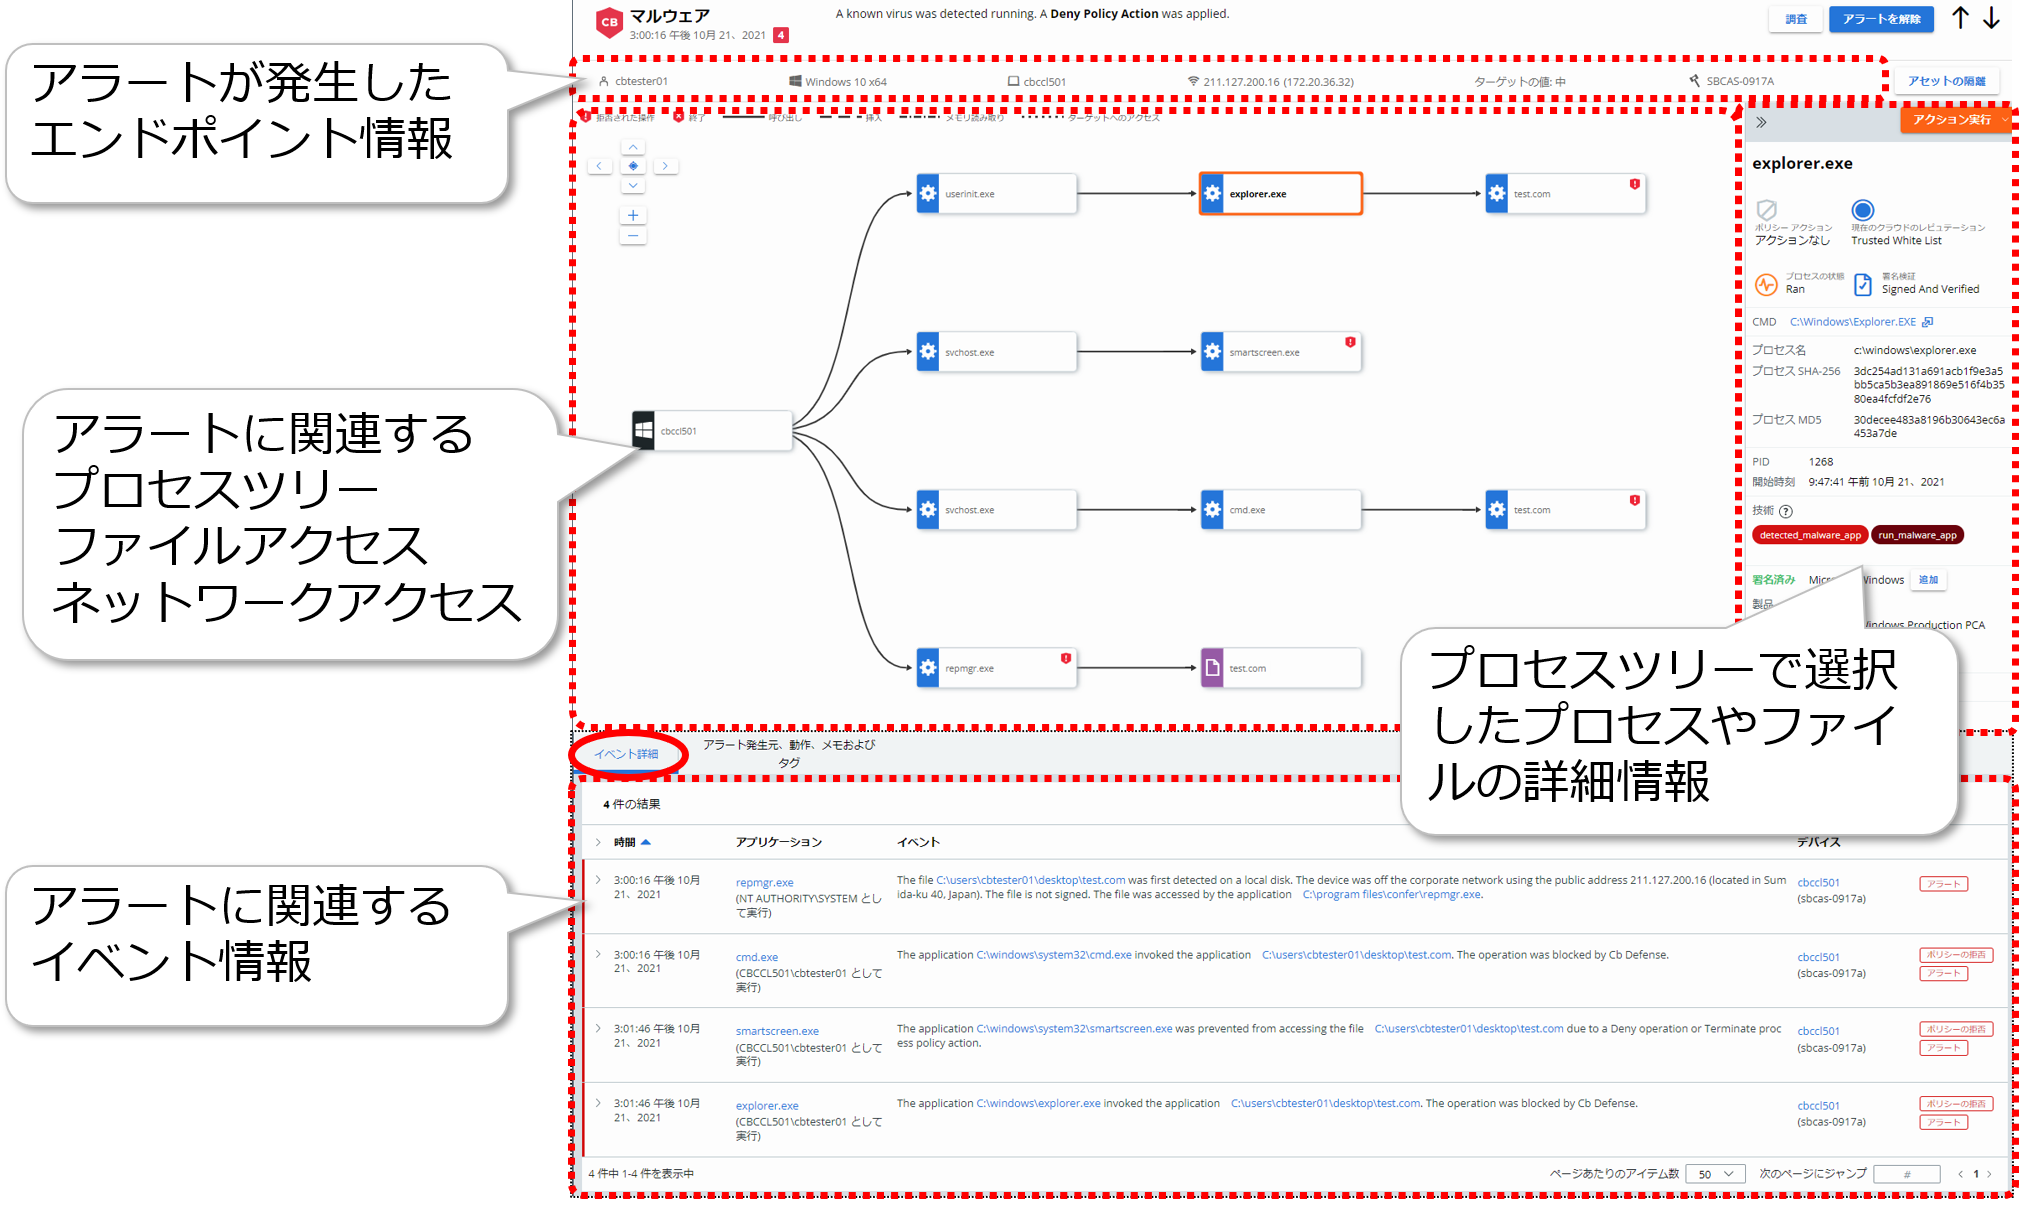 CB マルウェア
3:00:16 午後 10月 21、 2021 4
A known virus was detected running. A Deny Policy Action was applied.
調査
アラートを解除
アラートが発生した
エンドポイント情報
cbtester01
Windows 10 x64
cbccl501
211.127.200.16 (172.20.36.32)
ターゲットの値: 中
SBCAS-0917A
アセットの隔離
拒否された操作
終了
呼び出し
挿入
メモリ読み取り
ターゲットへのアクセス
userinit.exe
explorer.exe
test.com
svchost.exe
smartscreen.exe
cbccl501
svchost.exe
cmd.exe
test.com
repmgr.exe
test.com
アラートに関連する
プロセスツリー
ファイルアクセス
ネットワークアクセス
アクション実行
explorer.exe
ポリシー アクション
アクションなし
現在のクラウドのレピュテーション
Trusted White List
プロセスの状態
Ran
署名検証
Signed And Verified
CMD C:\Windows\Explorer.EXE
プロセス名 c:\windows\explorer.exe
プロセス SHA-256 3dc254ad131a691acb1f9e3a5
bb5ca5b3ea891869e516f4b35
80ea4fcfdf2e76
プロセス MD5 30decee483a8196b30643ec6a
453a7de
PID 1268
開始時刻 9:47:41 午前 10月 21、 2021
技術 ?
detected_malware_app run_malware_app
署名済み
Windows
追加
製品
Windows Production PCA
プロセスツリーで選択
したプロセスやファイ
ルの詳細情報
イベント詳細
アラート発生元、動作、メモおよび
タグ
アラートに関連する
イベント情報
4 件の結果
時間 アプリケーション イベント デバイス
3:00:16 午後 10月
21、 2021
repmgr.exe
(NT AUTHORITY\SYSTEM とし
て実行)
The file C:\users\cbtester01\desktop\test.com was first detected on a local disk. The device was off the corporate network using the public address 211.127.200.16 (located in Sum
ida-ku 40, Japan). The file is not signed. The file was accessed by the application C:\program files\confer\repmgr.exe.
cbccl501
(sbcas-0917a)
アラート
3:00:16 午後 10月
21、 2021
cmd.exe
(CBCCL501\cbtester01 として
実行)
The application C:\windows\system32\cmd.exe invoked the application C:\users\cbtester01\desktop\test.com. The operation was blocked by Cb Defense.
cbccl501
(sbcas-0917a)
ポリシーの拒否
アラート
3:01:46 午後 10月
21、 2021
smartscreen.exe
(CBCCL501\cbtester01 として
実行)
The application C:\windows\system32\smartscreen.exe was prevented from accessing the file C:\users\cbtester01\desktop\test.com due to a Deny operation or Terminate proc
ess policy action.
cbccl501
(sbcas-0917a)
ポリシーの拒否
アラート
3:01:46 午後 10月
21、 2021
explorer.exe
(CBCCL501\cbtester01 として
実行)
The application C:\windows\explorer.exe invoked the application C:\users\cbtester01\desktop\test.com. The operation was blocked by Cb Defense.
cbccl501
(sbcas-0917a)
ポリシーの拒否
アラート
4 件中 1-4 件を表示中
ページあたりのアイテム数 50
次のページにジャンプ #
1